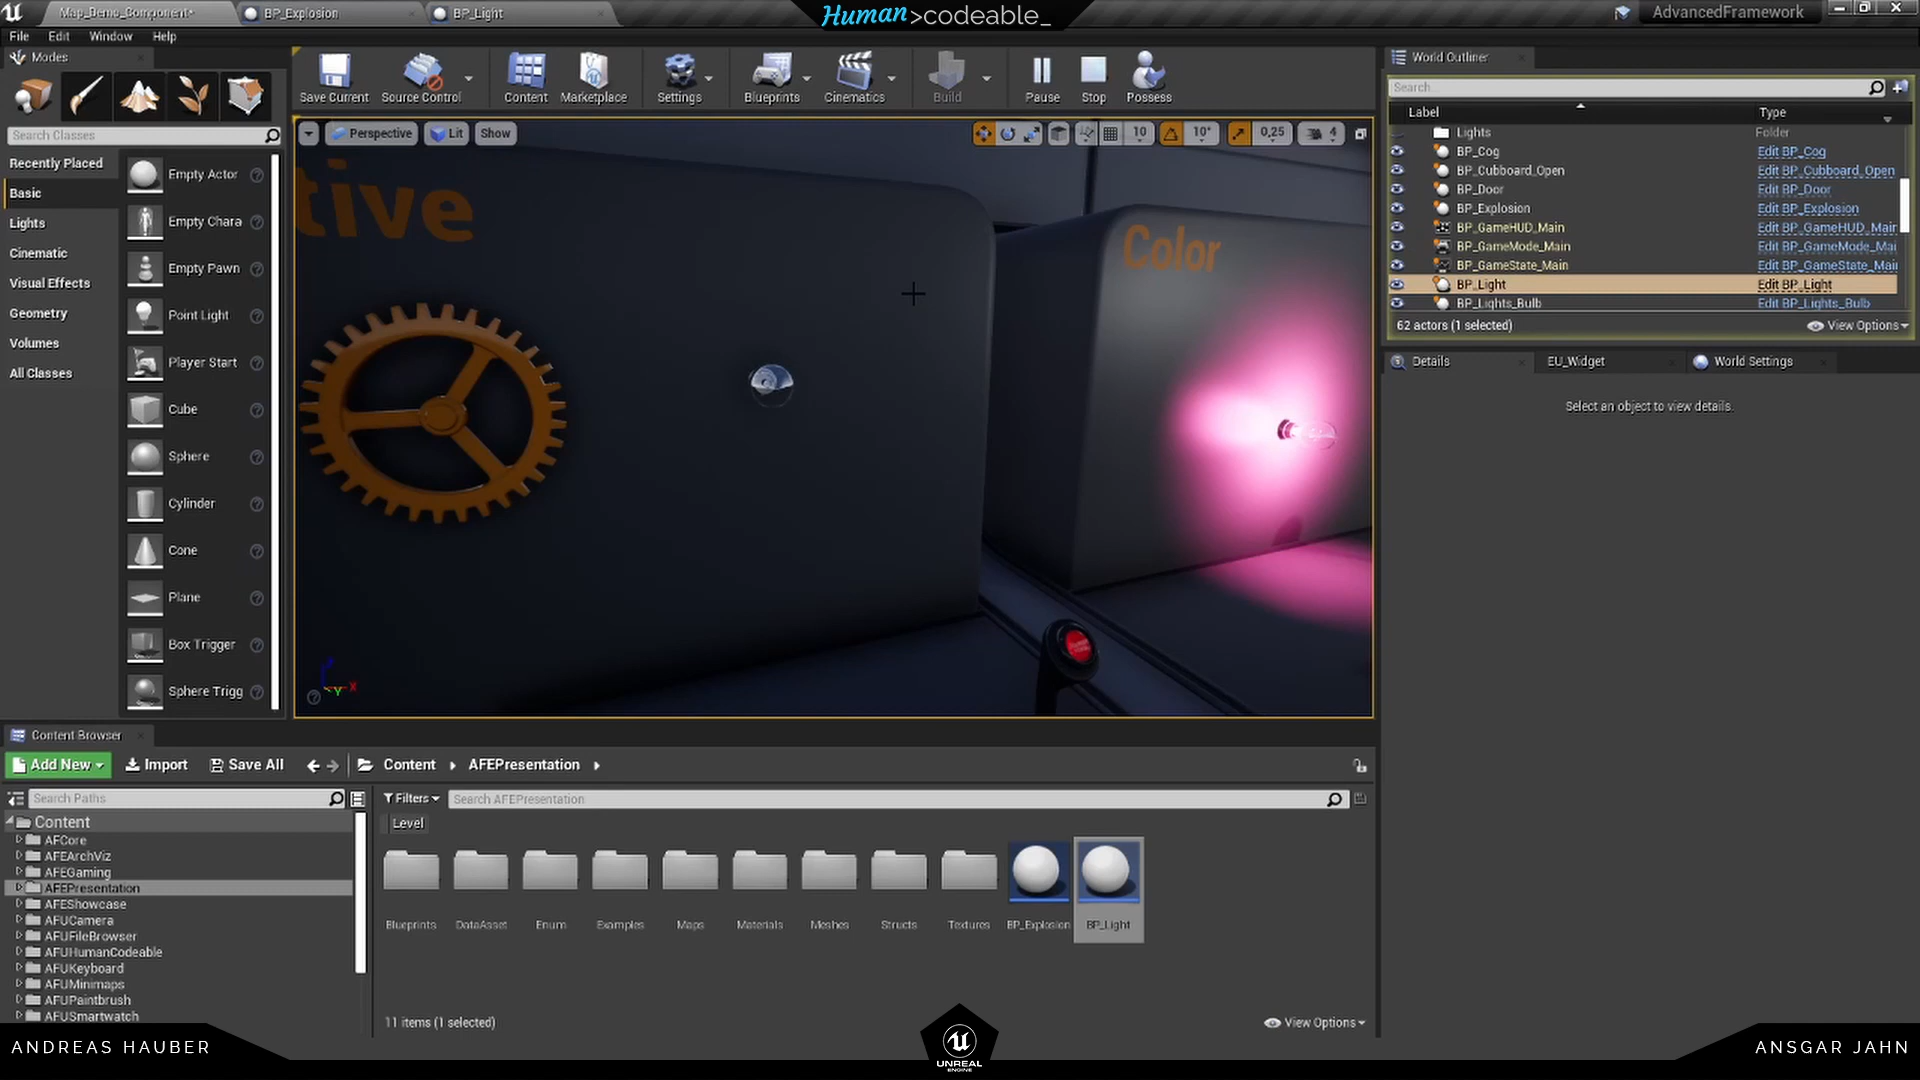 Map_Demo_Component*
BP_Explosion
BP_Light
Human>codeable_
AdvancedFramework
File Edit Window Help
Modes
Search Classes
Recently Placed
Basic
Lights
Cinematic
Visual Effects
Geometry
Volumes
All Classes
Empty Actor
Empty Chara
Empty Pawn
Point Light
Player Start
Cube
Sphere
Cylinder
Cone
Plane
Box Trigger
Sphere Trigg
Save Current
Source Control
Content
Marketplace
Settings
Blueprints
Cinematics
Build
Pause
Stop
Possess
Perspective
Lit
Show
10
10°
0,25
4
tive
Color
X
Y
World Outliner
Search...
Label Type
Lights Folder
BP_Cog Edit BP_Cog
BP_Cubboard_Open Edit BP_Cubboard_Open
BP_Door Edit BP_Door
BP_Explosion Edit BP_Explosion
BP_GameHUD_Main Edit BP_GameHUD_Main
BP_GameMode_Main Edit BP_GameMode_Mai
BP_GameState_Main Edit BP_GameState_Mai
BP_Light Edit BP_Light
BP_Lights_Bulb Edit BP_Lights_Bulb
62 actors (1 selected)
View Options
Details
EU_Widget
World Settings
Select an object to view details.
Content Browser
Add New
Import
Save All
Content
AFEPresentation
Search Paths
Filters
Search AFEPresentation
Level
Content
AFCore
AFEArchViz
AFEGaming
AFEPresentation
AFEShowcase
AFUCamera
AFUFileBrowser
AFUHumanCodeable
AFUKeyboard
AFUMinimaps
AFUPaintbrush
AFUSmartwatch
Blueprints
DataAsset
Enum
Examples
Maps
Materials
Meshes
Structs
Textures
BP_Explosion
BP_Light
11 items (1 selected)
View Options
ANDREAS HAUBER
UNREAL
ENGINE
ANSGAR JAHN